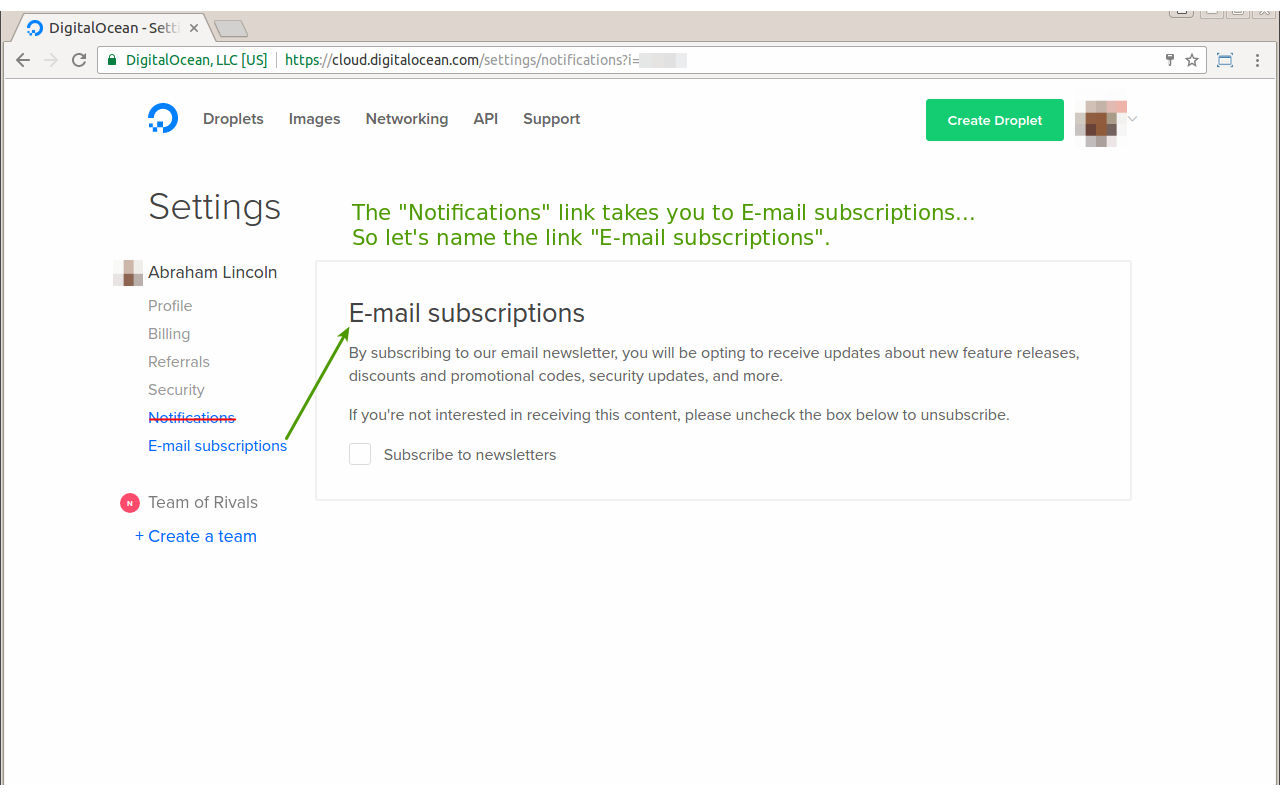 DigitalOcean - Setti
DigitalOcean, LLC [US] https://cloud.digitalocean.com/settings/notifications?i=
Droplets Images Networking API Support Create Droplet
Settings
The "Notifications" link takes you to E-mail subscriptions...
So let's name the link "E-mail subscriptions".
Abraham Lincoln
Profile
Billing
Referrals
Security
Notifications
E-mail subscriptions
N Team of Rivals
+ Create a team
E-mail subscriptions
By subscribing to our email newsletter, you will be opting to receive updates about new feature releases,
discounts and promotional codes, security updates, and more.
If you're not interested in receiving this content, please uncheck the box below to unsubscribe.
Subscribe to newsletters